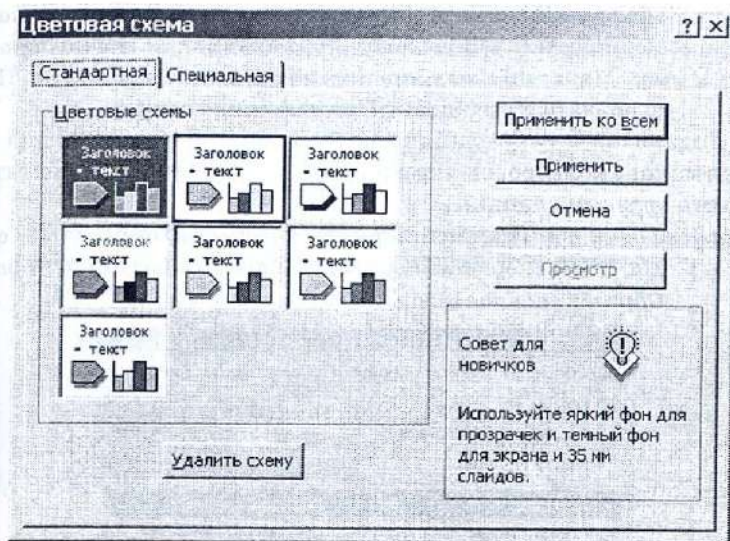 Цветовая схема
? ×
Стандартная Специальная
Цветовые схемы
Заголовок
- текст
Заголовок
- текст
Заголовок
- текст
Заголовок
- текст
Заголовок
- текст
Заголовок
- текст
Заголовок
- текст
Удалить схему
Применить ко всем
Применить
Отмена
Просмотр
Совет для
новичков
Используйте яркий фон для
прозрачек и темный фон
для экрана и 35 мм
слайдов.